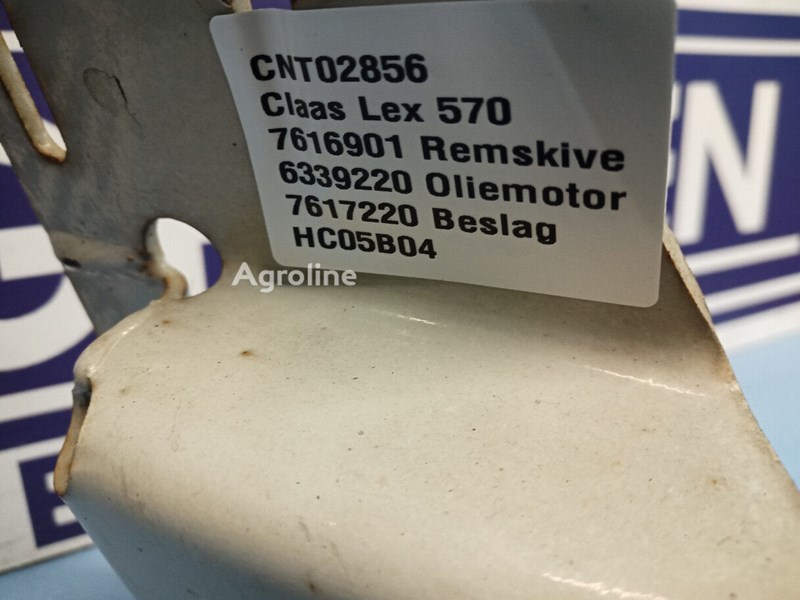 CNT02856
Claas Lex 570
7616901 Remskive
6339220 Oliemotor
7617220 Beslag
HC05B04
Agroline